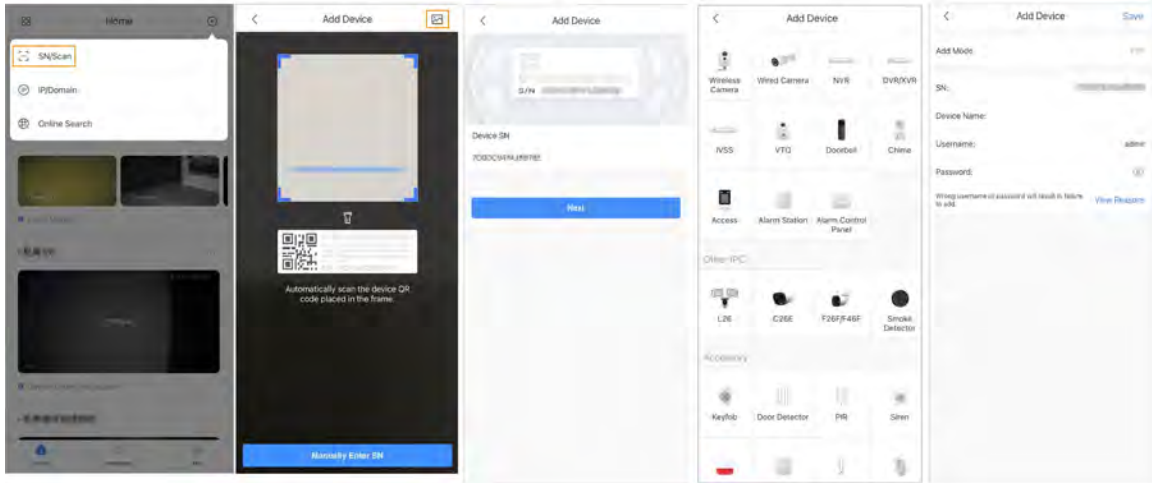 Home
SN/Scan
IP/Domain
Online Search
Add Device
Automatically scan the device QR
code placed in the frame.
Manually Enter SN
Add Device
S/N
Device SN
Next
Add Device
Wireless
Camera
Wired Camera
NVR
DVR/XVR
IVSS
VTO
Doorbell
Chime
Access
Alarm Station
Alarm Control
Panel
Other IPC
L26
C26E
F26F/F46F
Smoke
Detector
Accessory
Keyfob
Door Detector
PIR
Siren
Add Device
Save
Add Mode:
SN:
Device Name:
Username:
admin
Password:
Wrong username or password will result in failure
to add.
View Reasons